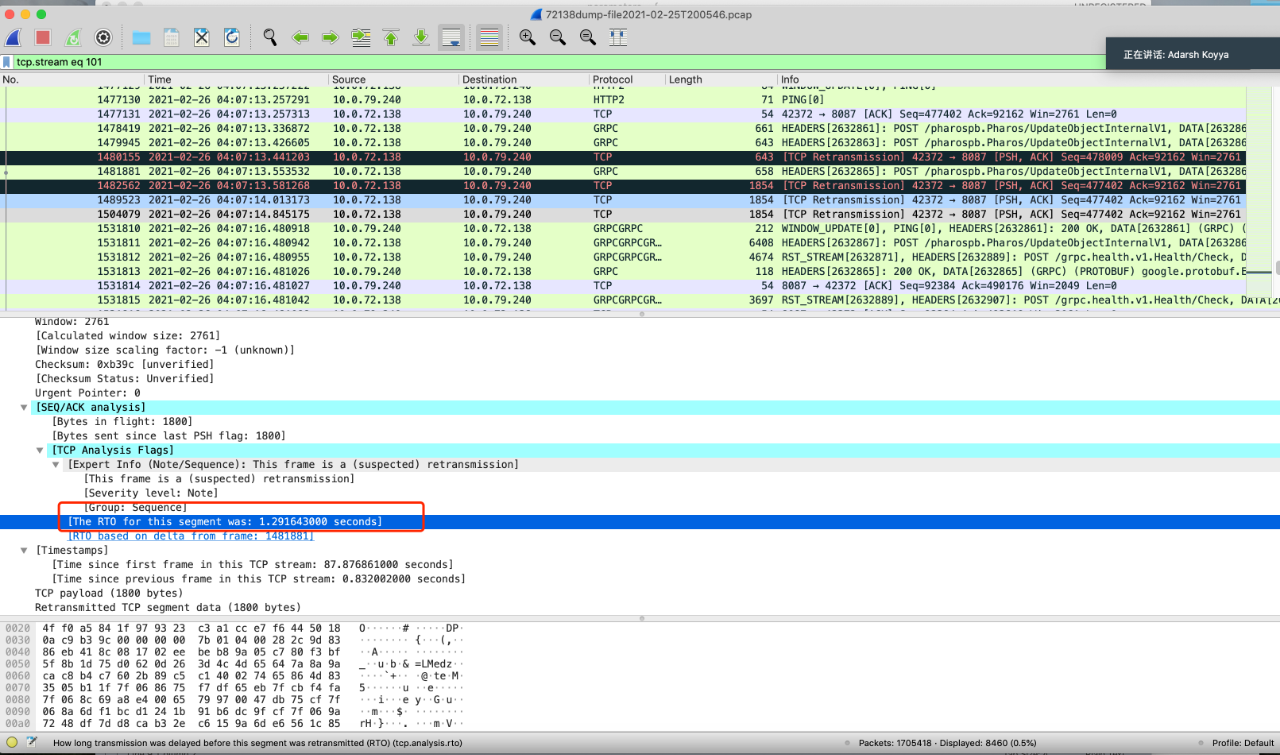 72138dump-file2021-02-25T200546.pcap
tcp.stream eq 101
正在讲话: Adarsh Koyya
No. Time Source Destination Protocol Length Info
1477130 2021-02-26 04:07:13.257291 10.0.79.240 10.0.72.138 HTTP2 71 PING[0]
1477131 2021-02-26 04:07:13.257313 10.0.72.138 10.0.79.240 TCP 54 42372 → 8087 [ACK] Seq=477402 Ack=92162 Win=2761 Len=0
1478419 2021-02-26 04:07:13.336872 10.0.72.138 10.0.79.240 GRPC 661 HEADERS[2632861]: POST /pharospb.Pharos/UpdateObjectInternalV1, DATA[263286
1479945 2021-02-26 04:07:13.426605 10.0.72.138 10.0.79.240 GRPC 643 HEADERS[2632863]: POST /pharospb.Pharos/UpdateObjectInternalV1, DATA[263286
1480155 2021-02-26 04:07:13.441203 10.0.72.138 10.0.79.240 TCP 643 [TCP Retransmission] 42372 → 8087 [PSH, ACK] Seq=478009 Ack=92162 Win=2761
1481881 2021-02-26 04:07:13.553532 10.0.72.138 10.0.79.240 GRPC 658 HEADERS[2632865]: POST /pharospb.Pharos/UpdateObjectInternalV1, DATA[263286
1482562 2021-02-26 04:07:13.581268 10.0.72.138 10.0.79.240 TCP 1854 [TCP Retransmission] 42372 → 8087 [PSH, ACK] Seq=477402 Ack=92162 Win=2761
1489523 2021-02-26 04:07:14.013173 10.0.72.138 10.0.79.240 TCP 1854 [TCP Retransmission] 42372 → 8087 [PSH, ACK] Seq=477402 Ack=92162 Win=2761
1504079 2021-02-26 04:07:14.845175 10.0.72.138 10.0.79.240 TCP 1854 [TCP Retransmission] 42372 → 8087 [PSH, ACK] Seq=477402 Ack=92162 Win=2761
1531810 2021-02-26 04:07:16.480918 10.0.79.240 10.0.72.138 GRPCGRPC 212 WINDOW_UPDATE[0], PING[0], HEADERS[2632861]: 200 OK, DATA[2632861] (GRPC) (
1531811 2021-02-26 04:07:16.480942 10.0.72.138 10.0.79.240 GRPCGRPCGR… 6408 HEADERS[2632867]: POST /pharospb.Pharos/UpdateObjectInternalV1, DATA[263286
1531812 2021-02-26 04:07:16.480955 10.0.72.138 10.0.79.240 GRPCGRPCGR… 4674 RST_STREAM[2632871], HEADERS[2632889]: POST /grpc.health.v1.Health/Check, D
1531813 2021-02-26 04:07:16.481026 10.0.79.240 10.0.72.138 GRPC 118 HEADERS[2632865]: 200 OK, DATA[2632865] (GRPC) (PROTOBUF) google.protobuf.E
1531814 2021-02-26 04:07:16.481027 10.0.79.240 10.0.72.138 TCP 54 8087 → 42372 [ACK] Seq=92384 Ack=490176 Win=2049 Len=0
1531815 2021-02-26 04:07:16.481042 10.0.72.138 10.0.79.240 GRPCGRPCGR… 3697 RST_STREAM[2632889], HEADERS[2632907]: POST /grpc.health.v1.Health/Check, DATA[26
Window: 2761
[Calculated window size: 2761]
[Window size scaling factor: -1 (unknown)]
Checksum: 0xb39c [unverified]
[Checksum Status: Unverified]
Urgent Pointer: 0
[SEQ/ACK analysis]
[Bytes in flight: 1800]
[Bytes sent since last PSH flag: 1800]
[TCP Analysis Flags]
[Expert Info (Note/Sequence): This frame is a (suspected) retransmission]
[This frame is a (suspected) retransmission]
[Severity level: Note]
[Group: Sequence]
[The RTO for this segment was: 1.291643000 seconds]
[RTO based on delta from frame: 1481881]
[Timestamps]
[Time since first frame in this TCP stream: 87.876861000 seconds]
[Time since previous frame in this TCP stream: 0.832002000 seconds]
TCP payload (1800 bytes)
Retransmitted TCP segment data (1800 bytes)
0020 4f f0 a5 84 1f 97 93 23 c3 a1 cc e7 f6 44 50 18 O······# ·····DP·
0030 0a c9 b3 9c 00 00 00 00 7b 01 04 00 28 2c 9d 83 ········ {···(,··
0040 86 eb 41 8c 08 17 02 ee be b8 9a 05 c7 80 f3 bf ··A····· ········
0050 5f 8b 1d 75 d0 62 0d 26 3d 4c 4d 65 64 7a 8a 9a _··u·b·& =LMedz··
0060 ca c8 b4 c7 60 2b 89 c5 c1 40 02 74 65 86 4d 83 ····`+·· ·@·te·M·
0070 35 05 b1 1f 7f 06 86 75 f7 df 65 eb 7f cb f4 fa 5······u ··e·····
0080 7f 06 8c 69 a8 e4 00 65 79 97 00 47 db 75 cf 7f ···i···e y··G·u··
0090 06 8a 6d f1 bc d1 24 1b 91 b6 dc 9f cf 7f 06 9a ··m···$· ········
00a0 72 48 df 7d d8 ca b3 2e c6 15 9a 6d e6 56 1c 85 rH·}···. ···m·V··
How long transmission was delayed before this segment was retransmitted (RTO) (tcp.analysis.rto)
Packets: 1705418 · Displayed: 8460 (0.5%)
Profile: Default